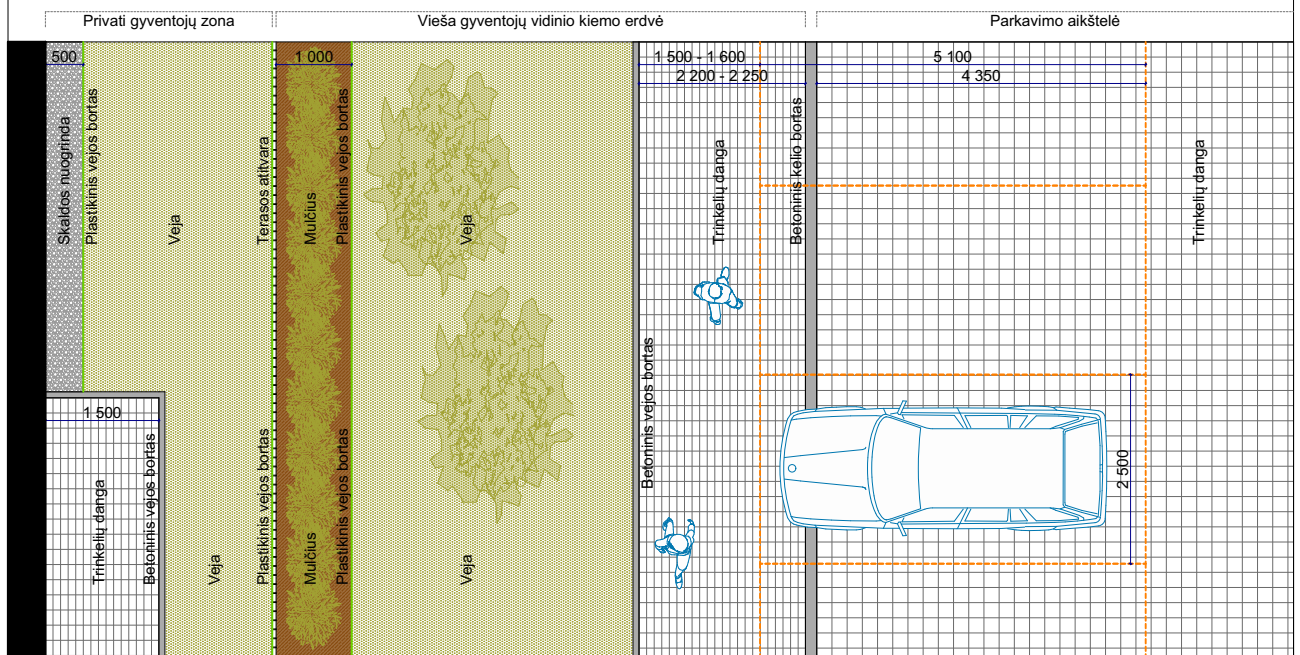 Privati gyventojų zona
Vieša gyventojų vidinio kiemo erdvė
Parkavimo aikštelė
500
1 000
1 500 - 1 600
5 100
2 200 - 2 250
4 350
Skaldos nuogrinda
Plastikinis vejos bortas
Veja
Terasos atitvara
Mulčius
Plastikinis vejos bortas
Veja
Trinkelių danga
Betoninis kelio bortas
Trinkelių danga
1 500
Trinkelių danga
Betoninis vejos bortas
Veja
Plastikinis vejos bortas
Mulčius
Plastikinis vejos bortas
Veja
Betoninis vejos bortas
2 500